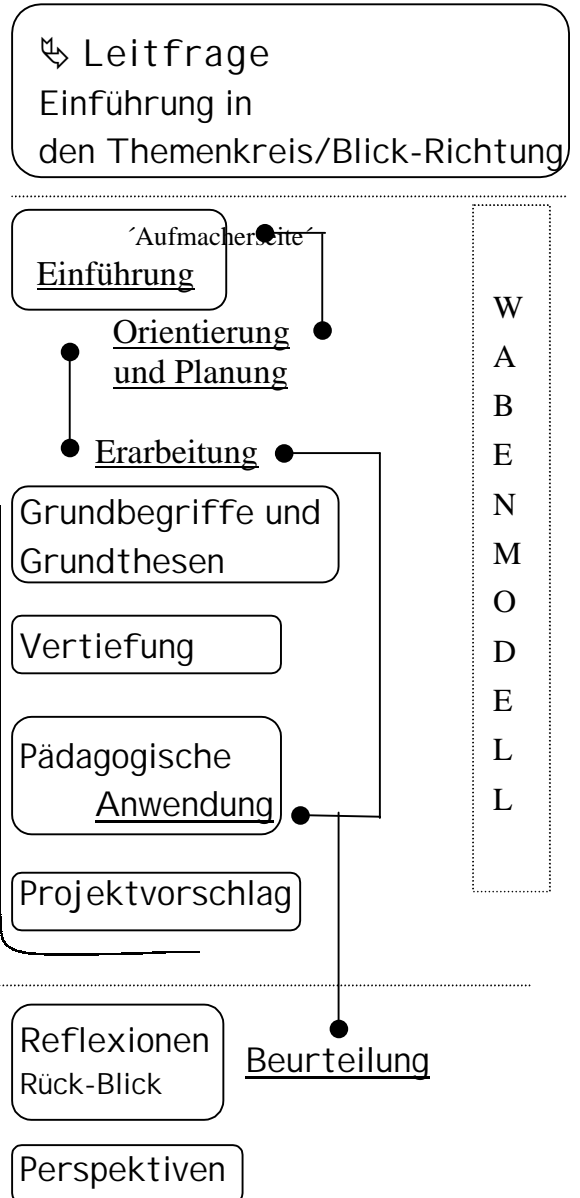 Leitfrage
Einführung in
den Themenkreis/Blick-Richtung
´Aufmacherseite´
Einführung
Orientierung
und Planung
Erarbeitung
Grundbegriffe und
Grundthesen
Vertiefung
Pädagogische
Anwendung
Projektvorschlag
W
A
B
E
N
M
O
D
E
L
L
Reflexionen
Rück-Blick
Beurteilung
Perspektiven